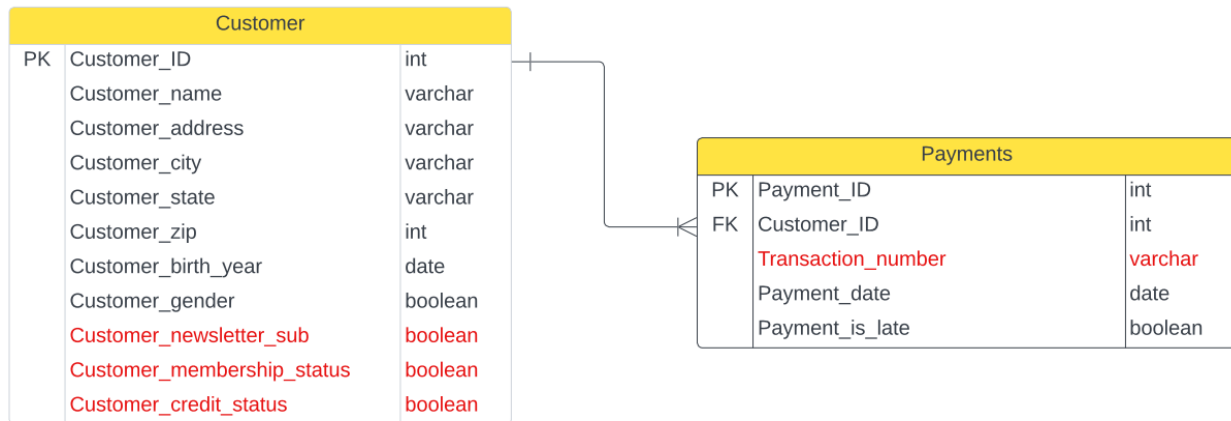 Customer
PK Customer_ID int
Customer_name varchar
Customer_address varchar
Customer_city varchar
Customer_state varchar
Customer_zip int
Customer_birth_year date
Customer_gender boolean
Customer_newsletter_sub boolean
Customer_membership_status boolean
Customer_credit_status boolean
Payments
PK Payment_ID int
FK Customer_ID int
Transaction_number varchar
Payment_date date
Payment_is_late boolean